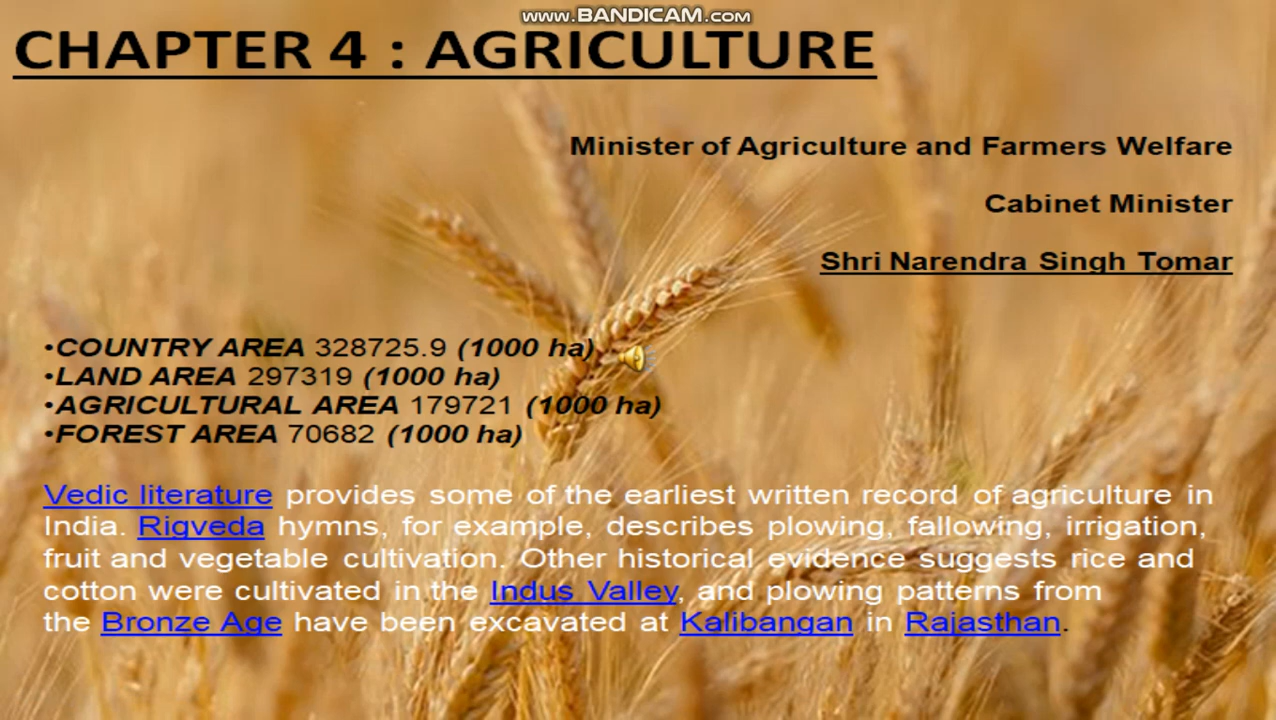 www.BANDICAM.com
CHAPTER 4 : AGRICULTURE
Minister of Agriculture and Farmers Welfare
Cabinet Minister
Shri Narendra Singh Tomar
•COUNTRY AREA 328725.9 (1000 ha)
•LAND AREA 297319 (1000 ha)
•AGRICULTURAL AREA 179721 (1000 ha)
•FOREST AREA 70682 (1000 ha)
Vedic literature provides some of the earliest written record of agriculture in
India. Rigveda hymns, for example, describes plowing, fallowing, irrigation,
fruit and vegetable cultivation. Other historical evidence suggests rice and
cotton were cultivated in the Indus Valley, and plowing patterns from
the Bronze Age have been excavated at Kalibangan in Rajasthan.